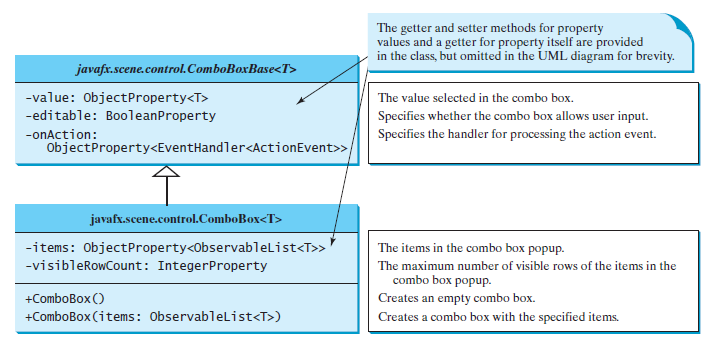 The getter and setter methods for property
values and a getter for property itself are provided
in the class, but omitted in the UML diagram for brevity.
javafx.scene.control.ComboBoxBase<T>
-value: ObjectProperty<T>
-editable: BooleanProperty
-onAction:
ObjectProperty<EventHandler<ActionEvent>>
The value selected in the combo box.
Specifies whether the combo box allows user input.
Specifies the handler for processing the action event.
javafx.scene.control.ComboBox<T>
-items: ObjectProperty<ObservableList<T>>
-visibleRowCount: IntegerProperty
+ComboBox()
+ComboBox(items: ObservableList<T>)
The items in the combo box popup.
The maximum number of visible rows of the items in the
combo box popup.
Creates an empty combo box.
Creates a combo box with the specified items.